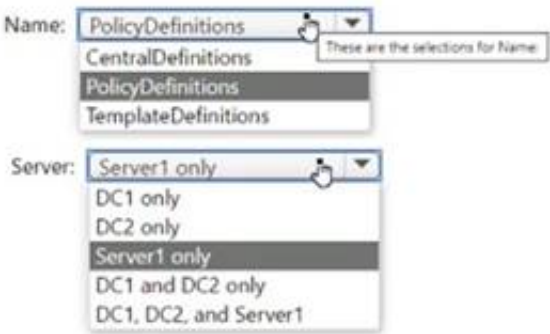 Name: PolicyDefinitions
These are the selections for Name:
CentralDefinitions
PolicyDefinitions
TemplateDefinitions
Server: Server1 only
DC1 only
DC2 only
Server1 only
DC1 and DC2 only
DC1, DC2, and Server1